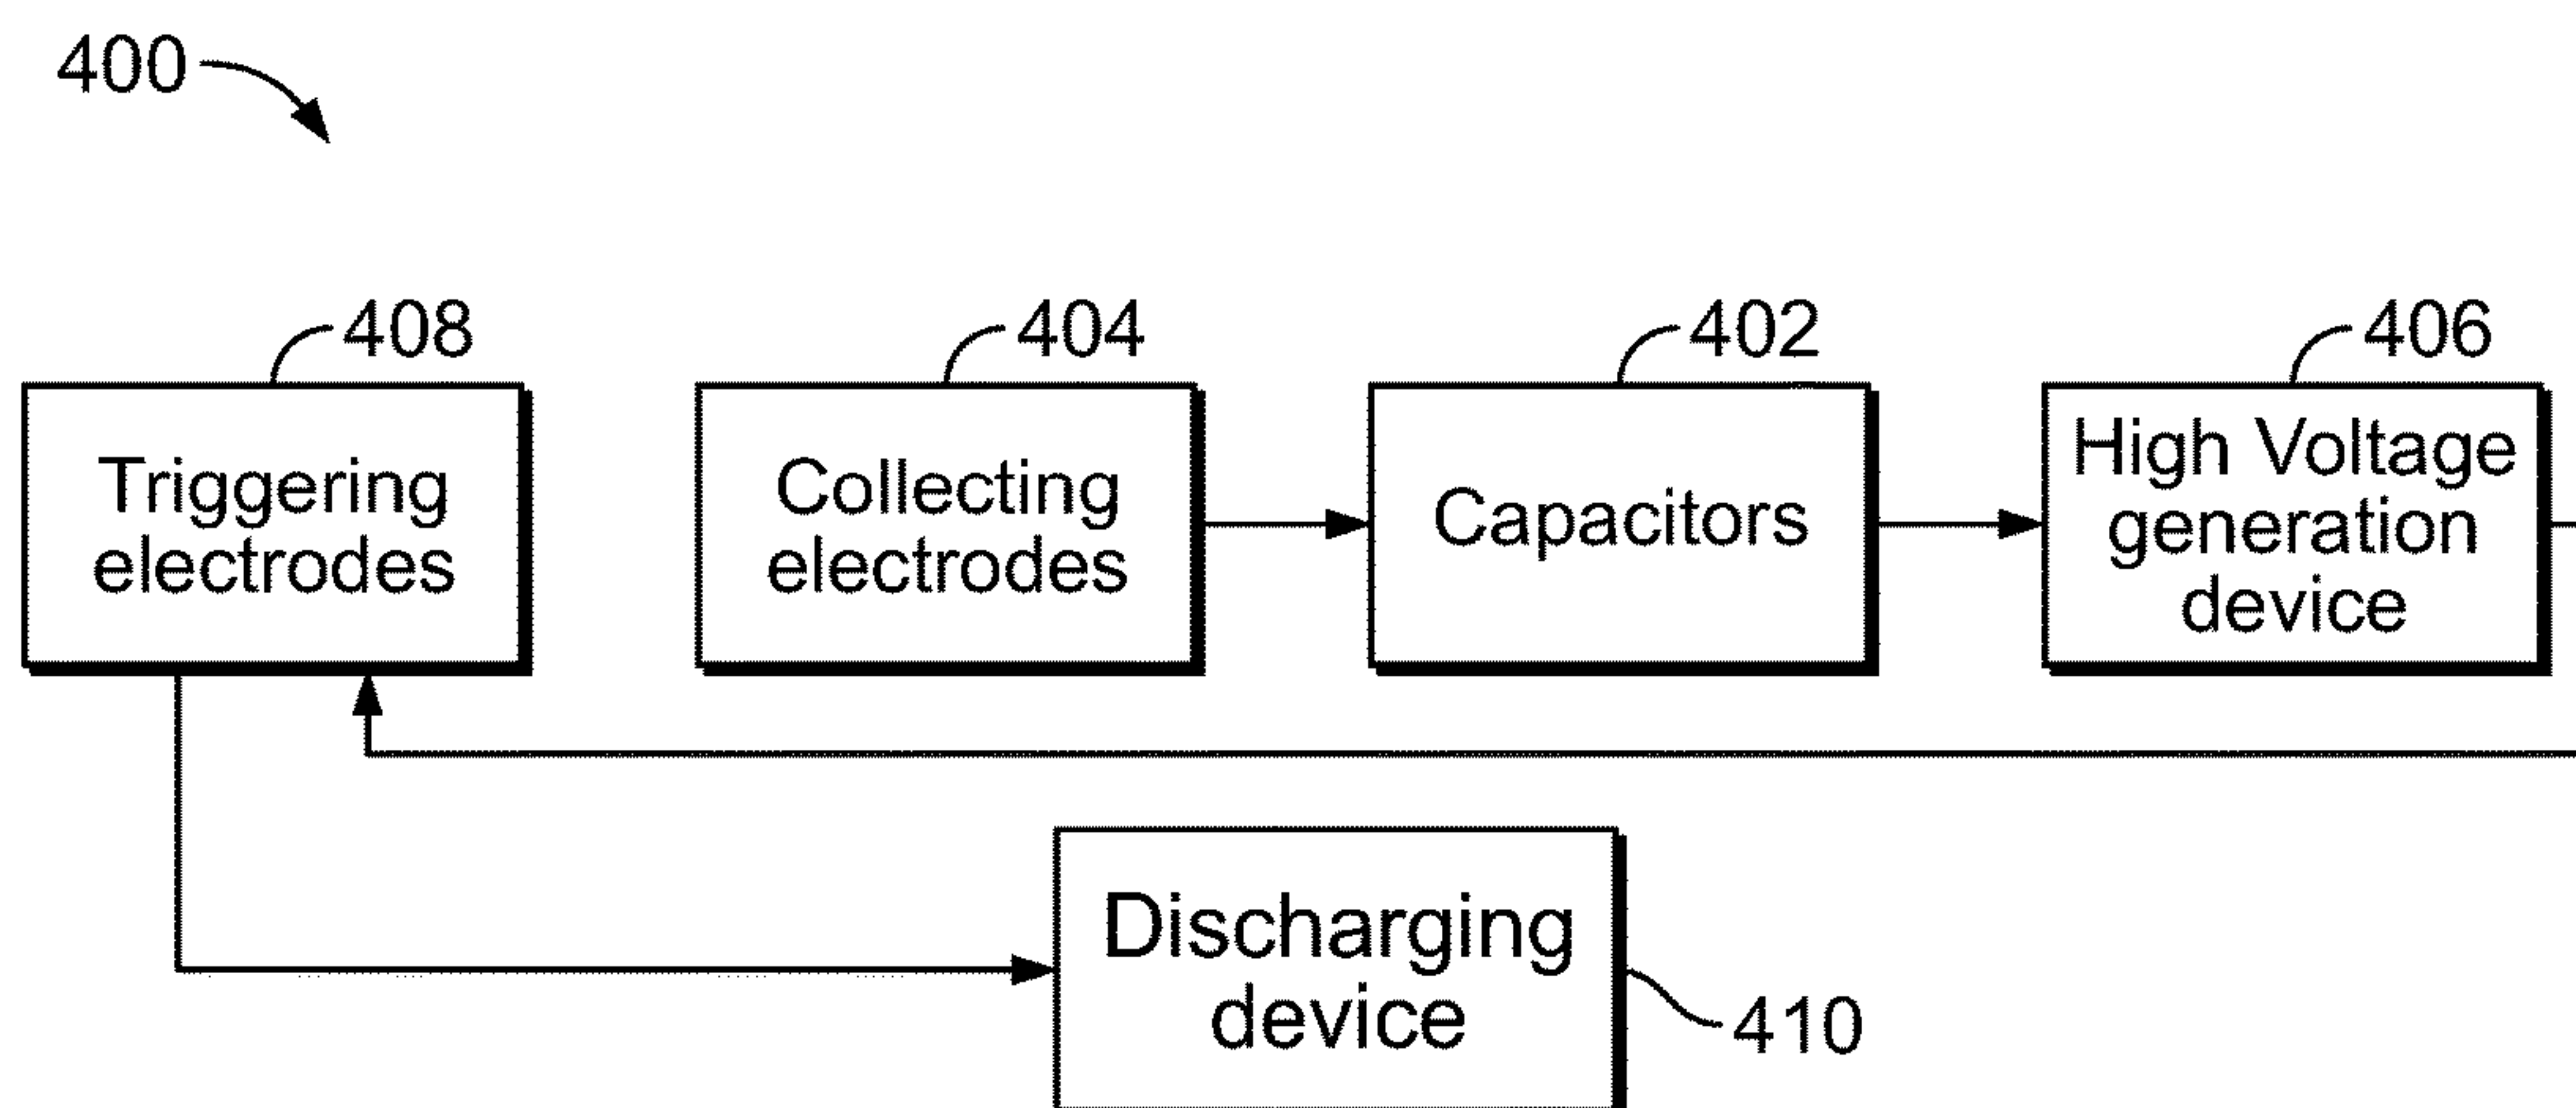 400
408
404
402
406
Triggering
electrodes
Collecting
electrodes
Capacitors
High Voltage
generation
device
Discharging
device
410